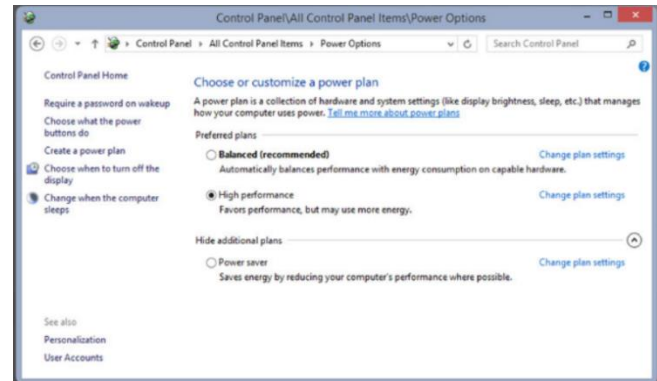 Control Panel\All Control Panel Items\Power Options
Control Panel ▸ All Control Panel Items ▸ Power Options
Search Control Panel
Control Panel Home
Require a password on wakeup
Choose what the power
buttons do
Create a power plan
Choose when to turn off the
display
Change when the computer
sleeps
See also
Personalization
User Accounts
Choose or customize a power plan
A power plan is a collection of hardware and system settings (like display brightness, sleep, etc.) that manages
how your computer uses power. Tell me more about power plans
Preferred plans
Balanced (recommended) Change plan settings
Automatically balances performance with energy consumption on capable hardware.
High performance Change plan settings
Favors performance, but may use more energy.
Hide additional plans
Power saver Change plan settings
Saves energy by reducing your computer's performance where possible.